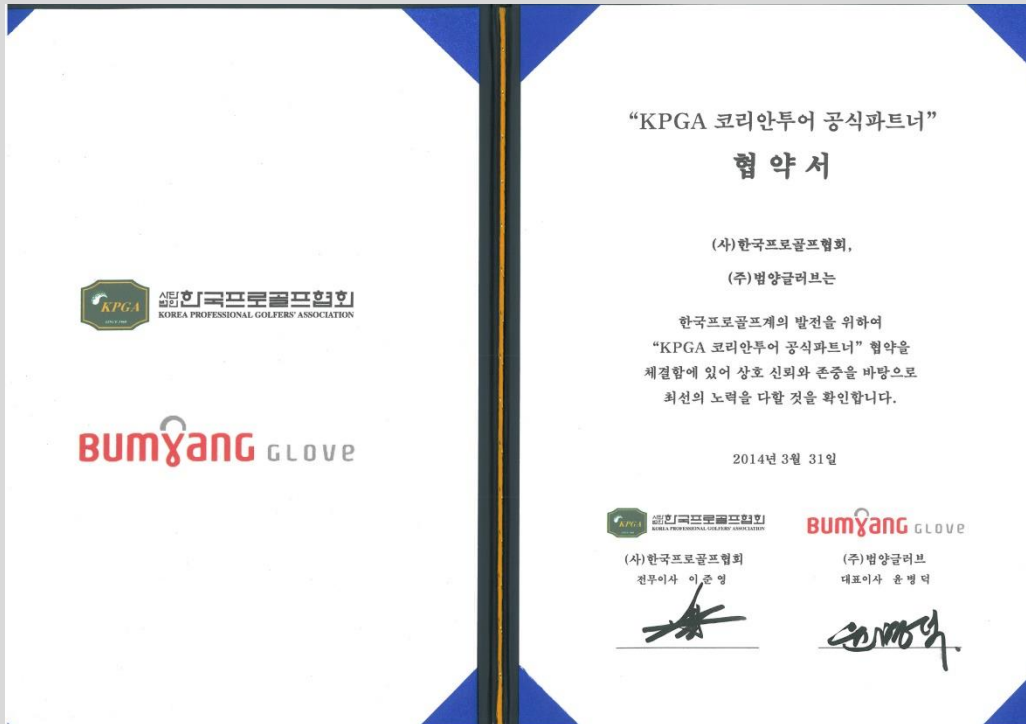 KPGA
SINCE 1968
사단법인 한국프로골프협회
KOREA PROFESSIONAL GOLFERS' ASSOCIATION
BUMYANG GLOVE
“KPGA 코리안투어 공식파트너”
협 약 서
(사)한국프로골프협회,
(주)범양글러브는
한국프로골프계의 발전을 위하여
“KPGA 코리안투어 공식파트너” 협약을
체결함에 있어 상호 신뢰와 존중을 바탕으로
최선의 노력을 다할 것을 확인합니다.
2014년 3월 31일
KPGA
사단법인 한국프로골프협회
KOREA PROFESSIONAL GOLFERS' ASSOCIATION
BUMYANG GLOVE
(사)한국프로골프협회
전무이사 이 준 영
(주)범양글러브
대표이사 윤 병 덕
윤병덕